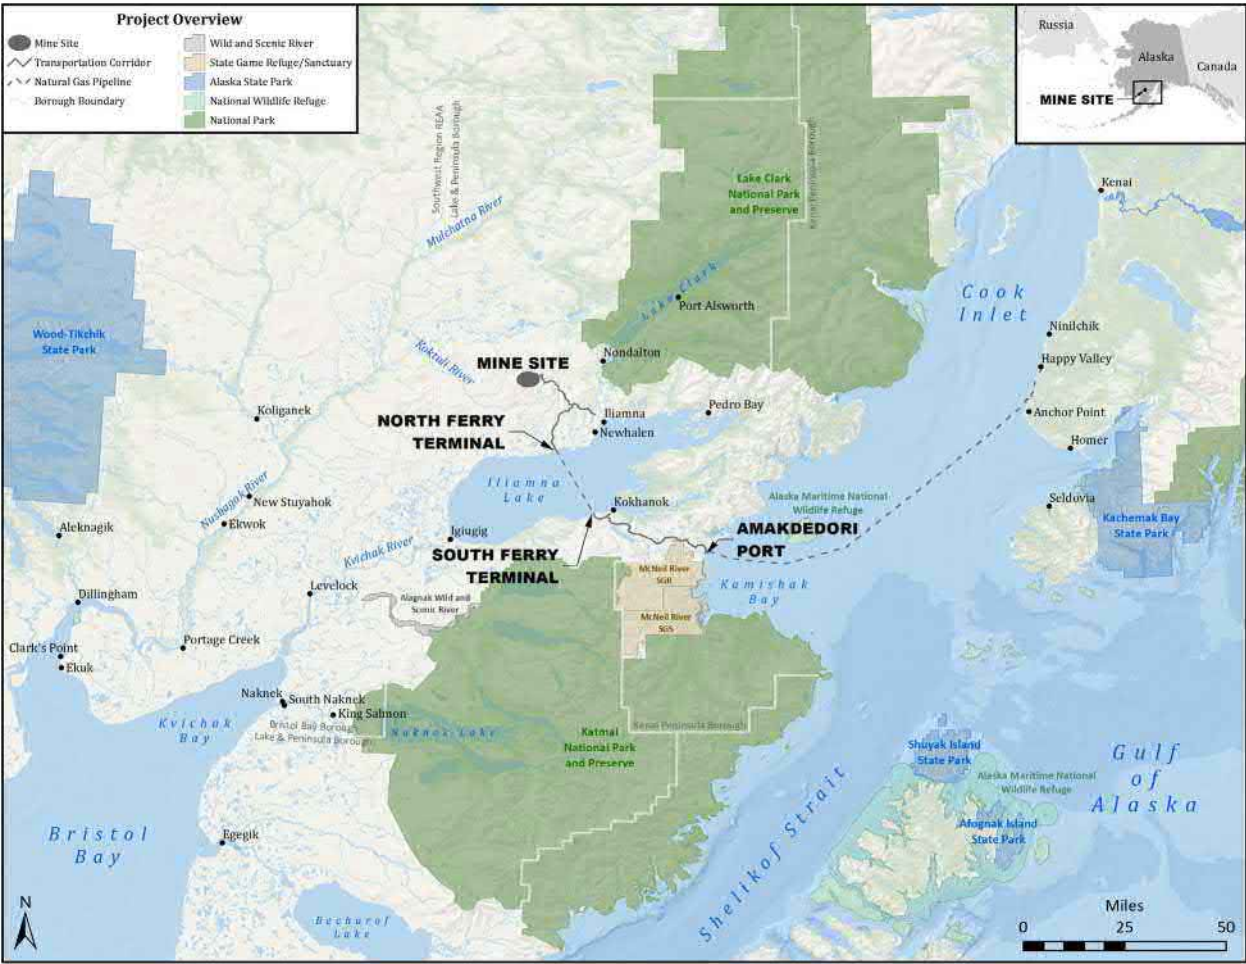 Project Overview
Mine Site
Transportation Corridor
Natural Gas Pipeline
Borough Boundary
Wild and Scenic River
State Game Refuge/Sanctuary
Alaska State Park
National Wildlife Refuge
National Park
Russia
Alaska
Canada
MINE SITE
Southwest Region REAA
Lake & Peninsula Borough
Mulchatna River
Lake Clark
National Park
and Preserve
Kenai Peninsula Borough
Kenai
Cook
Inlet
Lake Clark
Port Alsworth
Wood-Tikchik
State Park
Koktuli River
MINE SITE
Nondalton
Ninilchik
Happy Valley
Koliganek
NORTH FERRY
TERMINAL
Iliamna
Newhalen
Pedro Bay
Anchor Point
Homer
Iliamna
Lake
Nushagak River
New Stuyahok
Ekwok
Kokhanok
Alaska Maritime National
Wildlife Refuge
Seldovia
Kachemak Bay
State Park
Aleknagik
Kvichak River
Igiugig
SOUTH FERRY
TERMINAL
AMAKDEDORI
PORT
McNeil River
SGR
Kamishak
Bay
Levelock
Alagnak Wild and
Scenic River
McNeil River
SGS
Dillingham
Clark's Point
Ekuk
Portage Creek
Naknek
South Naknek
King Salmon
Kvichak
Bay
Bristol Bay Borough
Lake & Peninsula Borough
Naknek Lake
Katmai
National Park
and Preserve
Kenai Peninsula Borough
Shuyak Island
State Park
Gulf
of
Alaska
Alaska Maritime National
Wildlife Refuge
Afognak Island
State Park
Shelikof Strait
Bristol
Bay
Egegik
Becharof
Lake
N
Miles
0 25 50